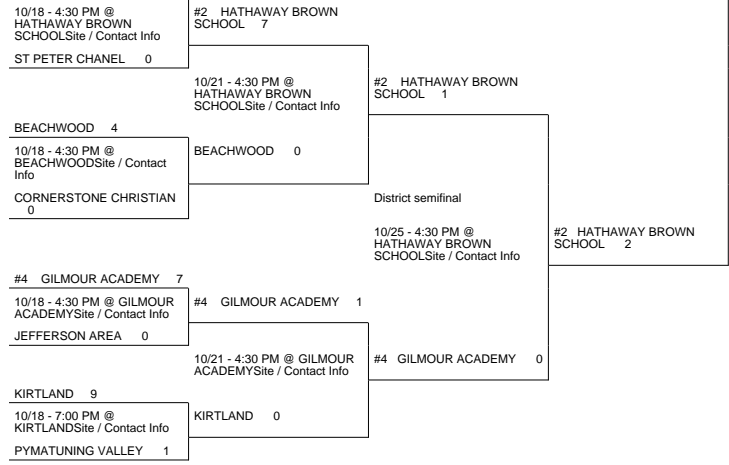 10/18 - 4:30 PM @
HATHAWAY BROWN
SCHOOLSite / Contact Info
ST PETER CHANEL 0
#2 HATHAWAY BROWN
SCHOOL 7
10/21 - 4:30 PM @
HATHAWAY BROWN
SCHOOLSite / Contact Info
#2 HATHAWAY BROWN
SCHOOL 1
BEACHWOOD 4
10/18 - 4:30 PM @
BEACHWOODSite / Contact
Info
BEACHWOOD 0
CORNERSTONE CHRISTIAN
0
District semifinal
10/25 - 4:30 PM @
HATHAWAY BROWN
SCHOOLSite / Contact Info
#2 HATHAWAY BROWN
SCHOOL 2
#4 GILMOUR ACADEMY 7
10/18 - 4:30 PM @ GILMOUR
ACADEMYSite / Contact Info
#4 GILMOUR ACADEMY 1
JEFFERSON AREA 0
10/21 - 4:30 PM @ GILMOUR
ACADEMYSite / Contact Info
#4 GILMOUR ACADEMY 0
KIRTLAND 9
10/18 - 7:00 PM @
KIRTLANDSite / Contact Info
KIRTLAND 0
PYMATUNING VALLEY 1